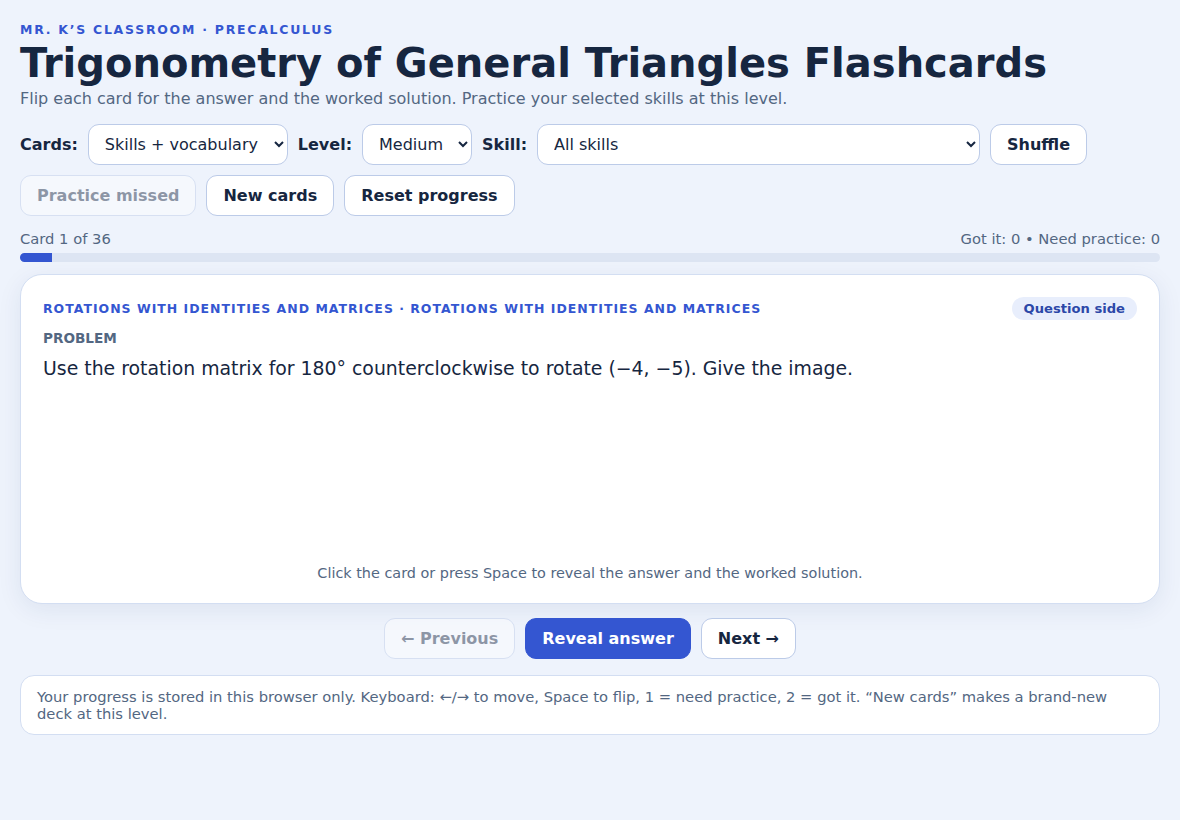 MR. K’S CLASSROOM · PRECALCULUS
Trigonometry of General Triangles Flashcards
Flip each card for the answer and the worked solution. Practice your selected skills at this level.
Cards: Skills + vocabulary Level: Medium Skill: All skills Shuffle
Practice missed New cards Reset progress
Card 1 of 36 Got it: 0 • Need practice: 0
ROTATIONS WITH IDENTITIES AND MATRICES · ROTATIONS WITH IDENTITIES AND MATRICES Question side
PROBLEM
Use the rotation matrix for 180° counterclockwise to rotate (−4, −5). Give the image.
Click the card or press Space to reveal the answer and the worked solution.
← Previous Reveal answer Next →
Your progress is stored in this browser only. Keyboard: ←/→ to move, Space to flip, 1 = need practice, 2 = got it. “New cards” makes a brand-new
deck at this level.